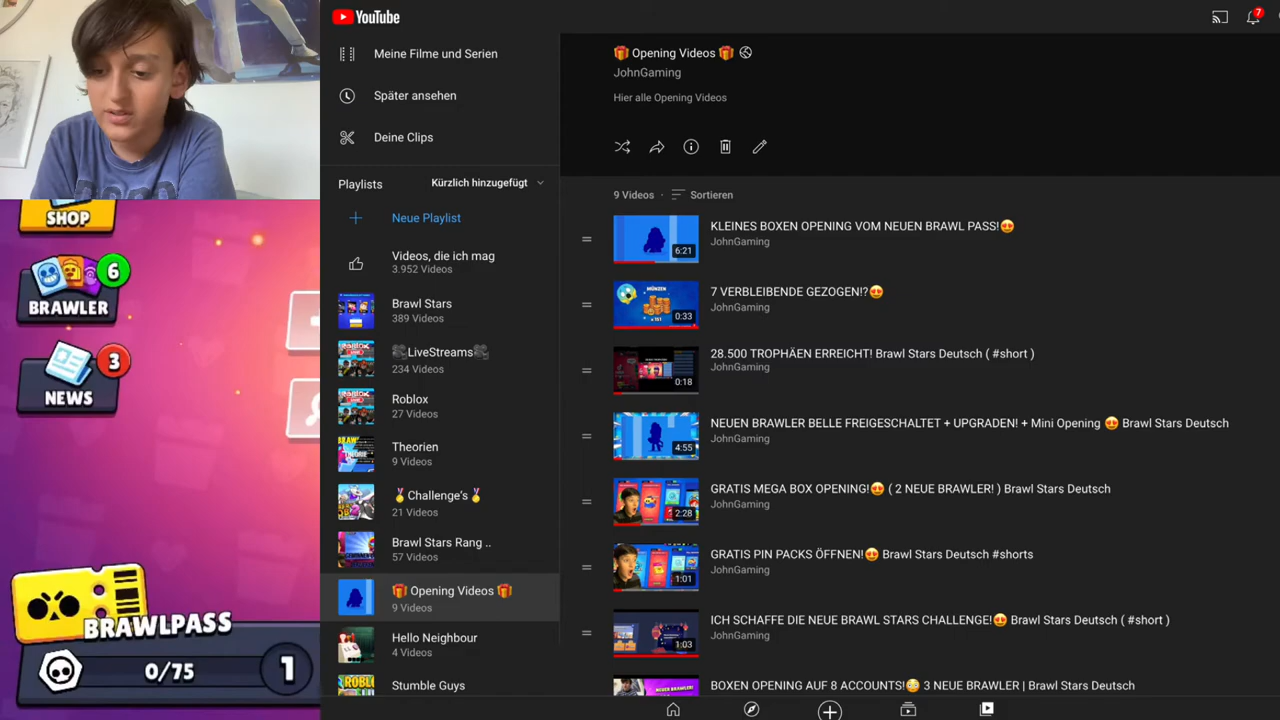 YouTube
7
Meine Filme und Serien
Später ansehen
Deine Clips
Playlists
Kürzlich hinzugefügt
Neue Playlist
Videos, die ich mag
3.952 Videos
Brawl Stars
389 Videos
LiveStreams
234 Videos
Roblox
27 Videos
Theorien
9 Videos
🏅Challenge's🏅
21 Videos
Brawl Stars Rang ..
57 Videos
🎁 Opening Videos 🎁
9 Videos
Hello Neighbour
4 Videos
Stumble Guys
🎁 Opening Videos 🎁
JohnGaming
Hier alle Opening Videos
9 Videos · Sortieren
KLEINES BOXEN OPENING VOM NEUEN BRAWL PASS!😍
JohnGaming
6:21
7 VERBLEIBENDE GEZOGEN!?😍
JohnGaming
MÜNZEN
0:33
28.500 TROPHÄEN ERREICHT! Brawl Stars Deutsch ( #short )
JohnGaming
0:18
NEUEN BRAWLER BELLE FREIGESCHALTET + UPGRADEN! + Mini Opening 😍 Brawl Stars Deutsch
JohnGaming
4:55
GRATIS MEGA BOX OPENING!😍 ( 2 NEUE BRAWLER! ) Brawl Stars Deutsch
JohnGaming
2:28
GRATIS PIN PACKS ÖFFNEN!😍 Brawl Stars Deutsch #shorts
JohnGaming
1:01
ICH SCHAFFE DIE NEUE BRAWL STARS CHALLENGE!😍 Brawl Stars Deutsch ( #short )
JohnGaming
1:03
BOXEN OPENING AUF 8 ACCOUNTS!😳 3 NEUE BRAWLER | Brawl Stars Deutsch
SHOP
6
BRAWLER
3
NEWS
BRAWLPASS
0/75
1